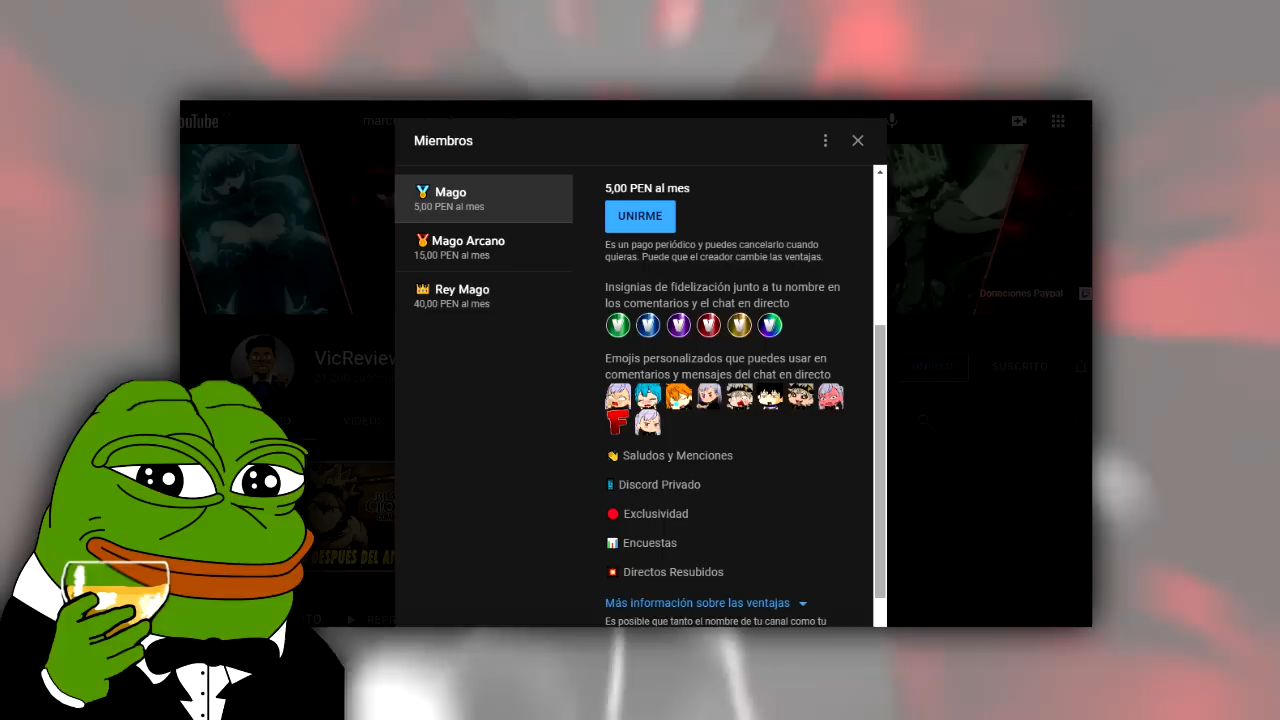 ouTube
marc
Miembros
Mago
5,00 PEN al mes
Mago Arcano
15,00 PEN al mes
Rey Mago
40,00 PEN al mes
5,00 PEN al mes
UNIRME
Es un pago periódico y puedes cancelarlo cuando
quieras. Puede que el creador cambie las ventajas.
Insignias de fidelización junto a tu nombre en
los comentarios y el chat en directo
V V V V V V
Emojis personalizados que puedes usar en
comentarios y mensajes del chat en directo
F
Saludos y Menciones
Discord Privado
Exclusividad
Encuestas
Directos Resubidos
Más información sobre las ventajas
Es posible que tanto el nombre de tu canal como tu
Donaciones Paypal
VicReview
UNIRME
SUSCRITO
VIDEOS
DESPUÉS DEL